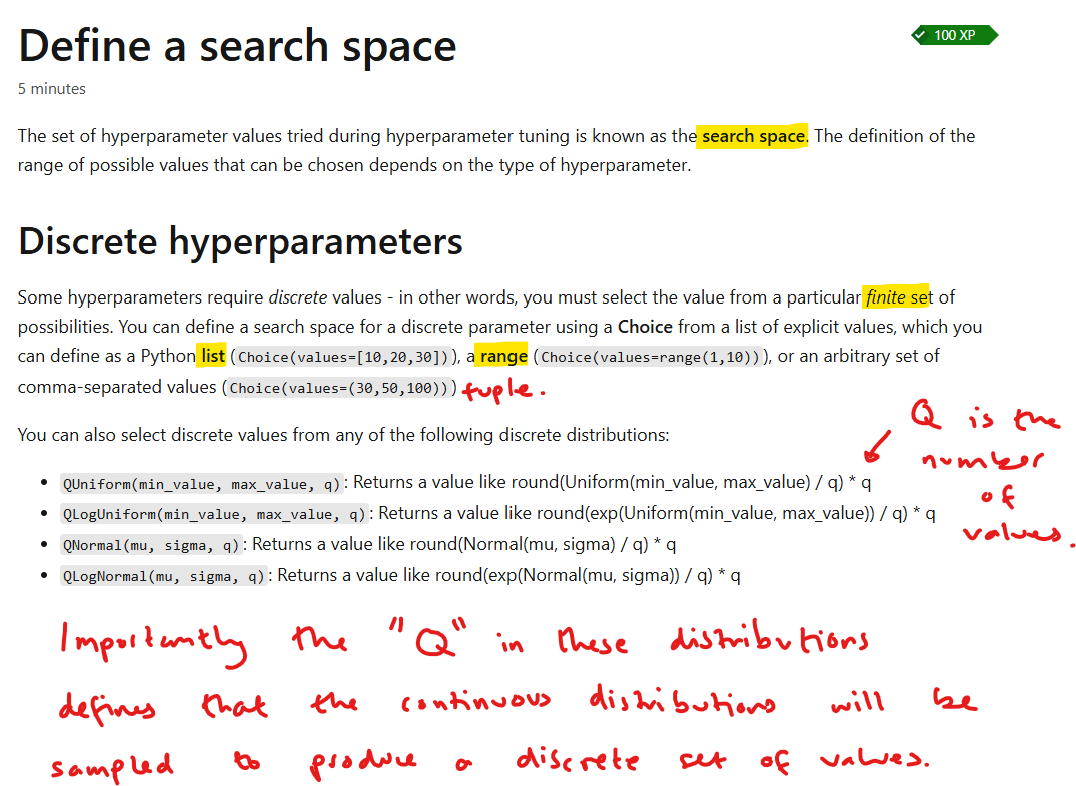 Define a search space
100 XP
5 minutes
The set of hyperparameter values tried during hyperparameter tuning is known as the search space. The definition of the
range of possible values that can be chosen depends on the type of hyperparameter.
Discrete hyperparameters
Some hyperparameters require discrete values - in other words, you must select the value from a particular finite set of
possibilities. You can define a search space for a discrete parameter using a Choice from a list of explicit values, which you
can define as a Python list (Choice(values=[10,20,30])), a range (Choice(values=range(1,10))), or an arbitrary set of
comma-separated values (Choice(values=(30,50,100))) tuple.
You can also select discrete values from any of the following discrete distributions:
Q is the
number
of
values.
• QUniform(min_value, max_value, q): Returns a value like round(Uniform(min_value, max_value) / q) * q
• QLogUniform(min_value, max_value, q): Returns a value like round(exp(Uniform(min_value, max_value)) / q) * q
• QNormal(mu, sigma, q): Returns a value like round(Normal(mu, sigma) / q) * q
• QLogNormal(mu, sigma, q): Returns a value like round(exp(Normal(mu, sigma)) / q) * q
Importantly the "Q" in these distributions
defines that the continuous distributions will be
sampled to produce a discrete set of values.